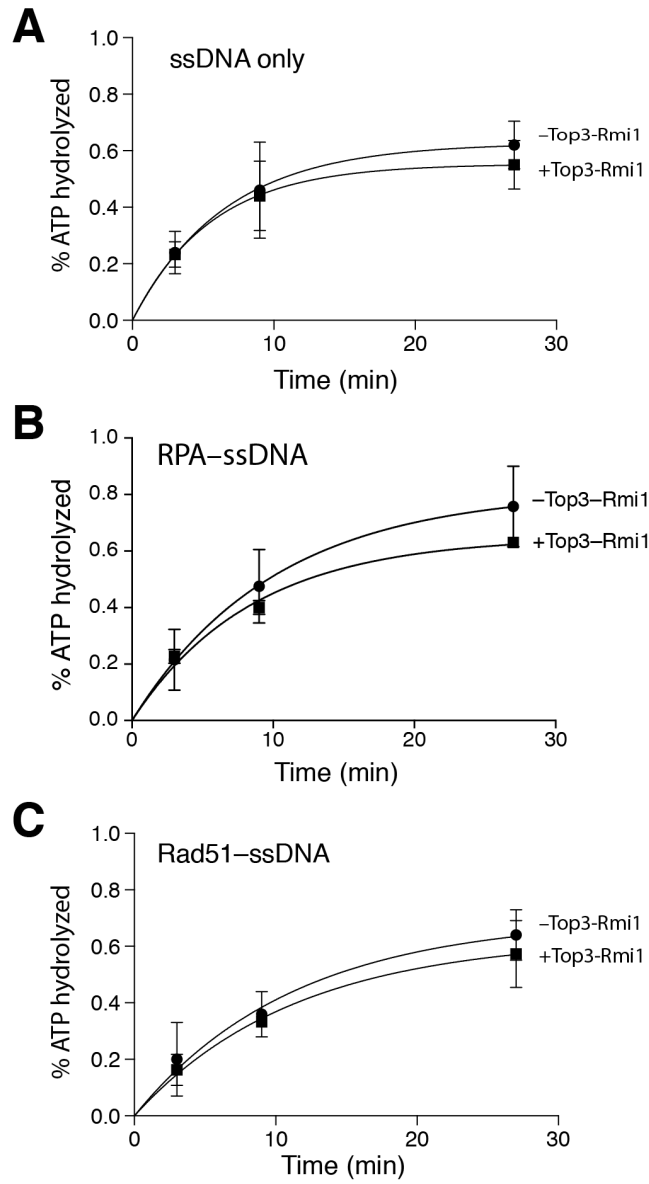 A
ssDNA only
% ATP hydrolyzed
1.0
0.8
0.6
0.4
0.2
0.0
–Top3-Rmi1
+Top3-Rmi1
0 10 20 30
Time (min)
B
RPA–ssDNA
% ATP hydrolyzed
1.0
0.8
0.6
0.4
0.2
0.0
–Top3–Rmi1
+Top3–Rmi1
0 10 20 30
Time (min)
C
Rad51–ssDNA
% ATP hydrolyzed
1.0
0.8
0.6
0.4
0.2
0.0
–Top3-Rmi1
+Top3-Rmi1
0 10 20 30
Time (min)